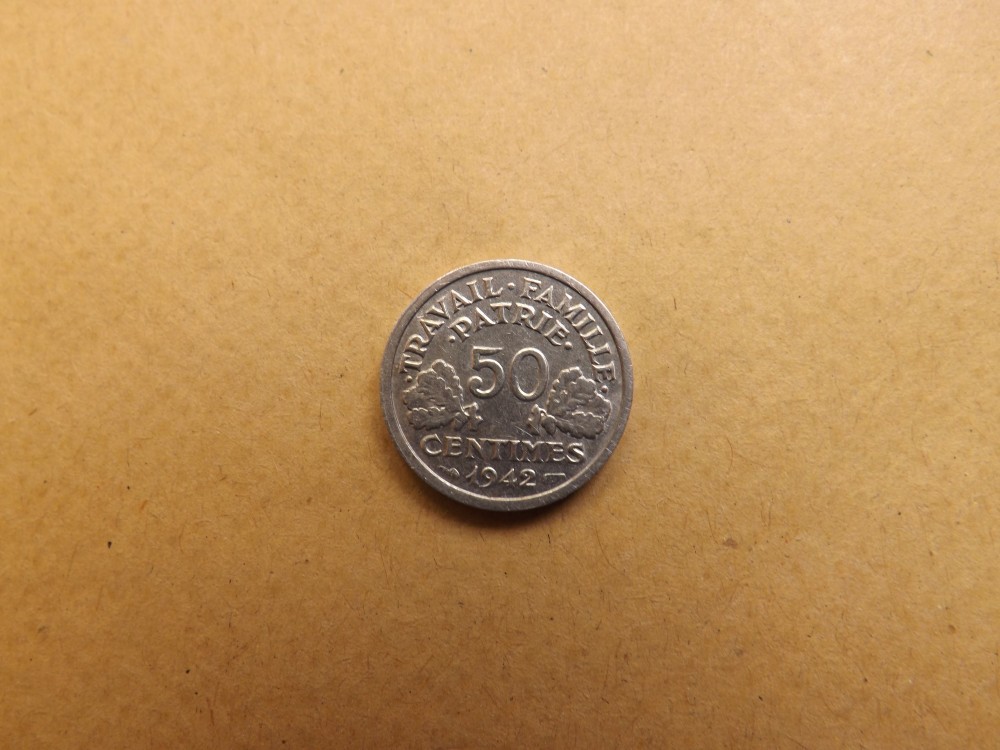 ·TRAVAIL·FAMILLE·
·PATRIE·
50
CENTIMES
1942